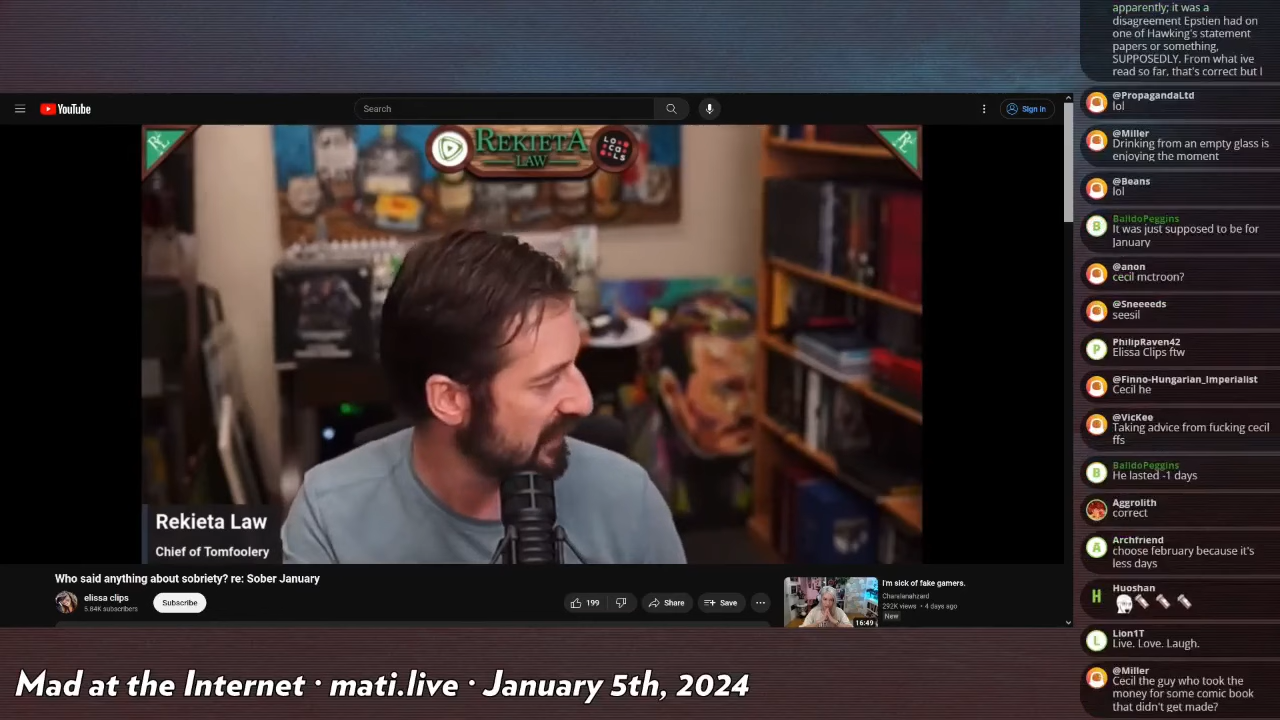 apparently; it was a
disagreement Epstien had on
one of Hawking's statement
papers or something,
SUPPOSEDLY. From what ive
read so far, that's correct but I
YouTube
Search
Sign in
REKIETA
LAW
LOCALS
Rekieta Law
Chief of Tomfoolery
Who said anything about sobriety? re: Sober January
elissa clips
5.84K subscribers
Subscribe
199
Share
Save
I'm sick of fake gamers.
292K views • 4 days ago
New
16:49
@PropagandaLtd
lol
@Miller
Drinking from an empty glass is
enjoying the moment
@Beans
lol
B
BalldoPeggins
It was just supposed to be for
January
@anon
cecil mctroon?
@Sneeeeds
seesil
P
PhilipRaven42
Elissa Clips ftw
@Finno-Hungarian_Imperialist
Cecil he
@VicKee
Taking advice from fucking cecil
ffs
B
BalldoPeggins
He lasted -1 days
Aggrolith
correct
Archfriend
choose february because it's
less days
H
Huoshan
L
Lion1T
Live. Love. Laugh.
@Miller
Cecil the guy who took the
money for some comic book
that didn't get made?
Mad at the Internet · mati.live · January 5th, 2024